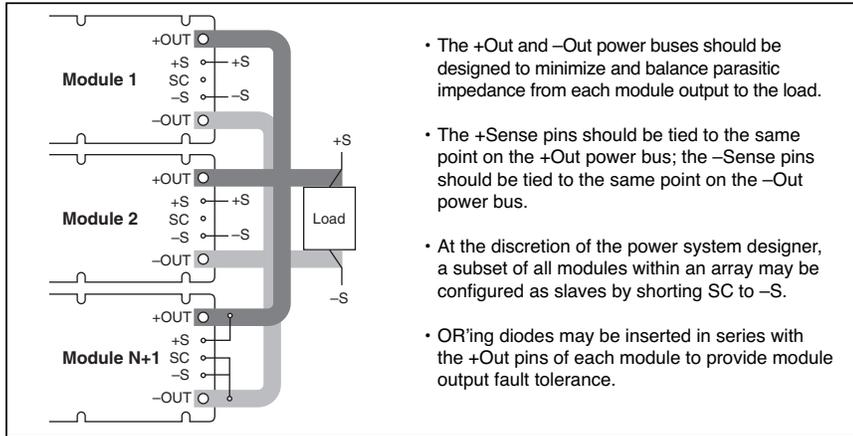 +OUT
+S
+S
Module 1
SC
–S
–S
–OUT
+OUT
+S
+S
Module 2
SC
–S
–S
–OUT
+OUT
+S
Module N+1
SC
–S
–OUT
+S
Load
–S
• The +Out and –Out power buses should be
designed to minimize and balance parasitic
impedance from each module output to the load.
• The +Sense pins should be tied to the same
point on the +Out power bus; the –Sense pins
should be tied to the same point on the –Out
power bus.
• At the discretion of the power system designer,
a subset of all modules within an array may be
configured as slaves by shorting SC to –S.
• OR'ing diodes may be inserted in series with
the +Out pins of each module to provide module
output fault tolerance.